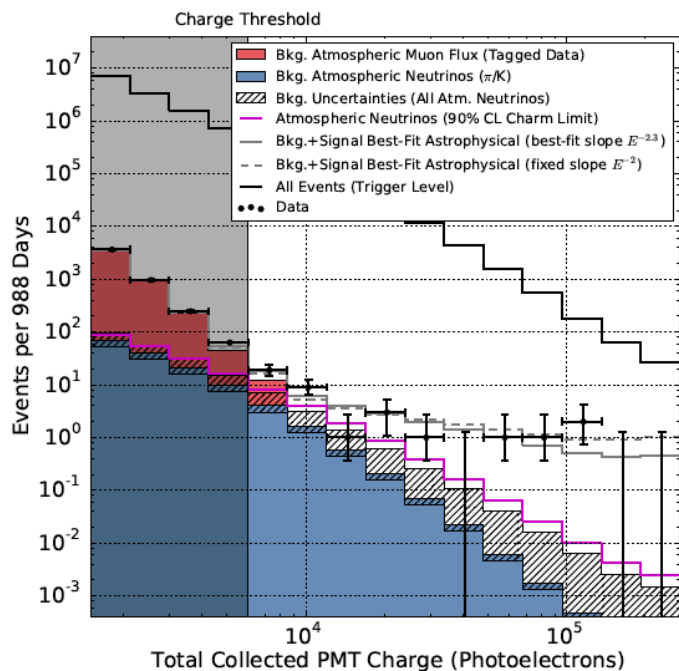 Charge Threshold
Bkg. Atmospheric Muon Flux (Tagged Data)
Bkg. Atmospheric Neutrinos (π/K)
Bkg. Uncertainties (All Atm. Neutrinos)
Atmospheric Neutrinos (90% CL Charm Limit)
Bkg.+Signal Best-Fit Astrophysical (best-fit slope E^{-2.3})
Bkg.+Signal Best-Fit Astrophysical (fixed slope E^{-2})
All Events (Trigger Level)
Data
Events per 988 Days
10^7
10^6
10^5
10^4
10^3
10^2
10^1
10^0
10^{-1}
10^{-2}
10^{-3}
10^4 10^5
Total Collected PMT Charge (Photoelectrons)